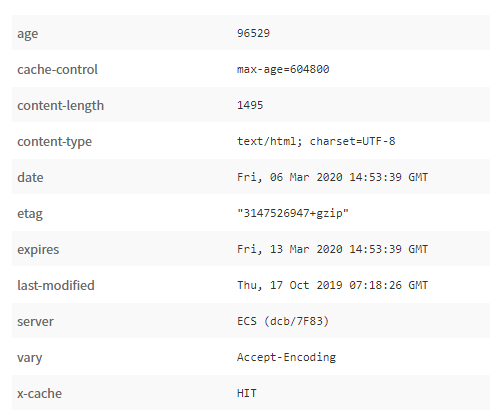 age 96529
cache-control max-age=604800
content-length 1495
content-type text/html; charset=UTF-8
date Fri, 06 Mar 2020 14:53:39 GMT
etag "3147526947+gzip"
expires Fri, 13 Mar 2020 14:53:39 GMT
last-modified Thu, 17 Oct 2019 07:18:26 GMT
server ECS (dcb/7F83)
vary Accept-Encoding
x-cache HIT